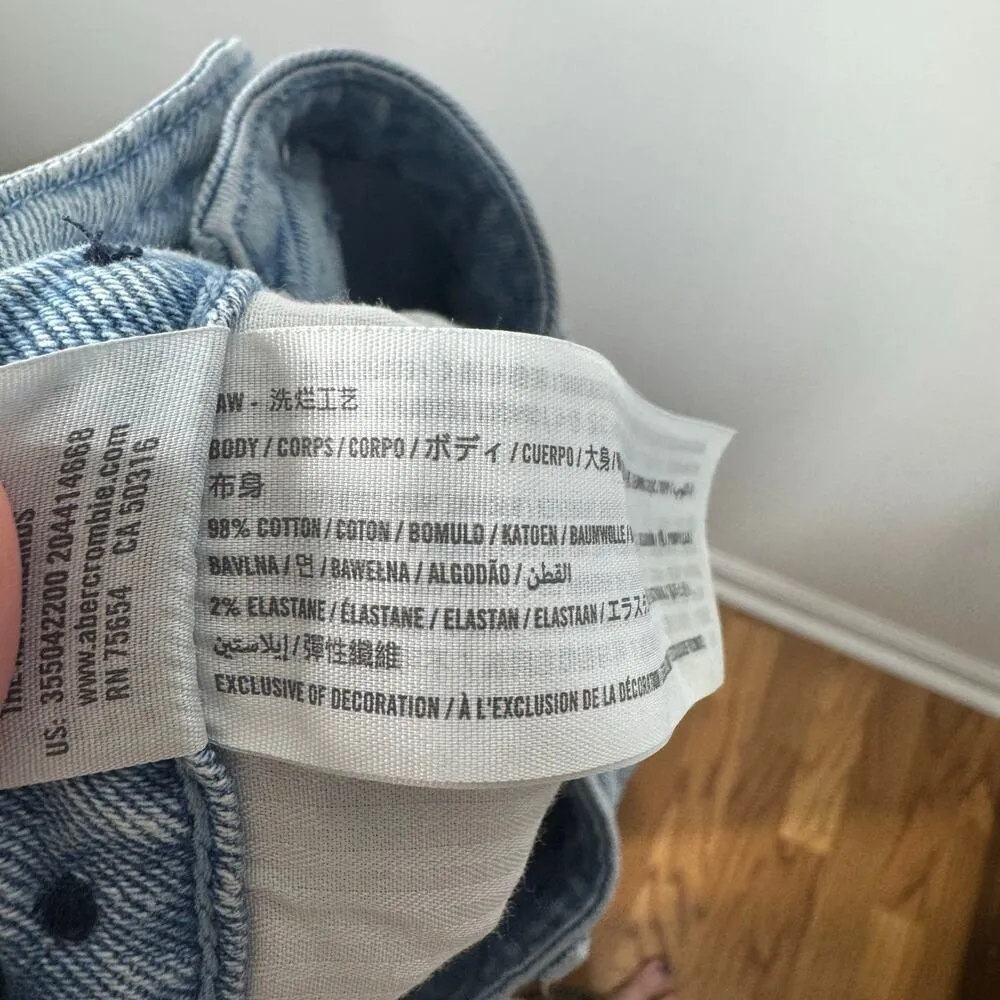 US: 355042200 204414668
www.abercrombie.com
RN 75654 CA 50316
AW - 洗烂工艺
BODY / CORPS / CORPO / ボディ / CUERPO / 大身 /
布身
98% COTTON / COTON / BOMULD / KATOEN / BAUMWOLLE /
BAVLNA / 면 / BAWEŁNA / ALGODÃO / القطن
2% ELASTANE / ÉLASTANE / ELASTAN / ELASTAAN /
إيلاستين / 彈性纖維
EXCLUSIVE OF DECORATION / À L'EXCLUSION DE LA